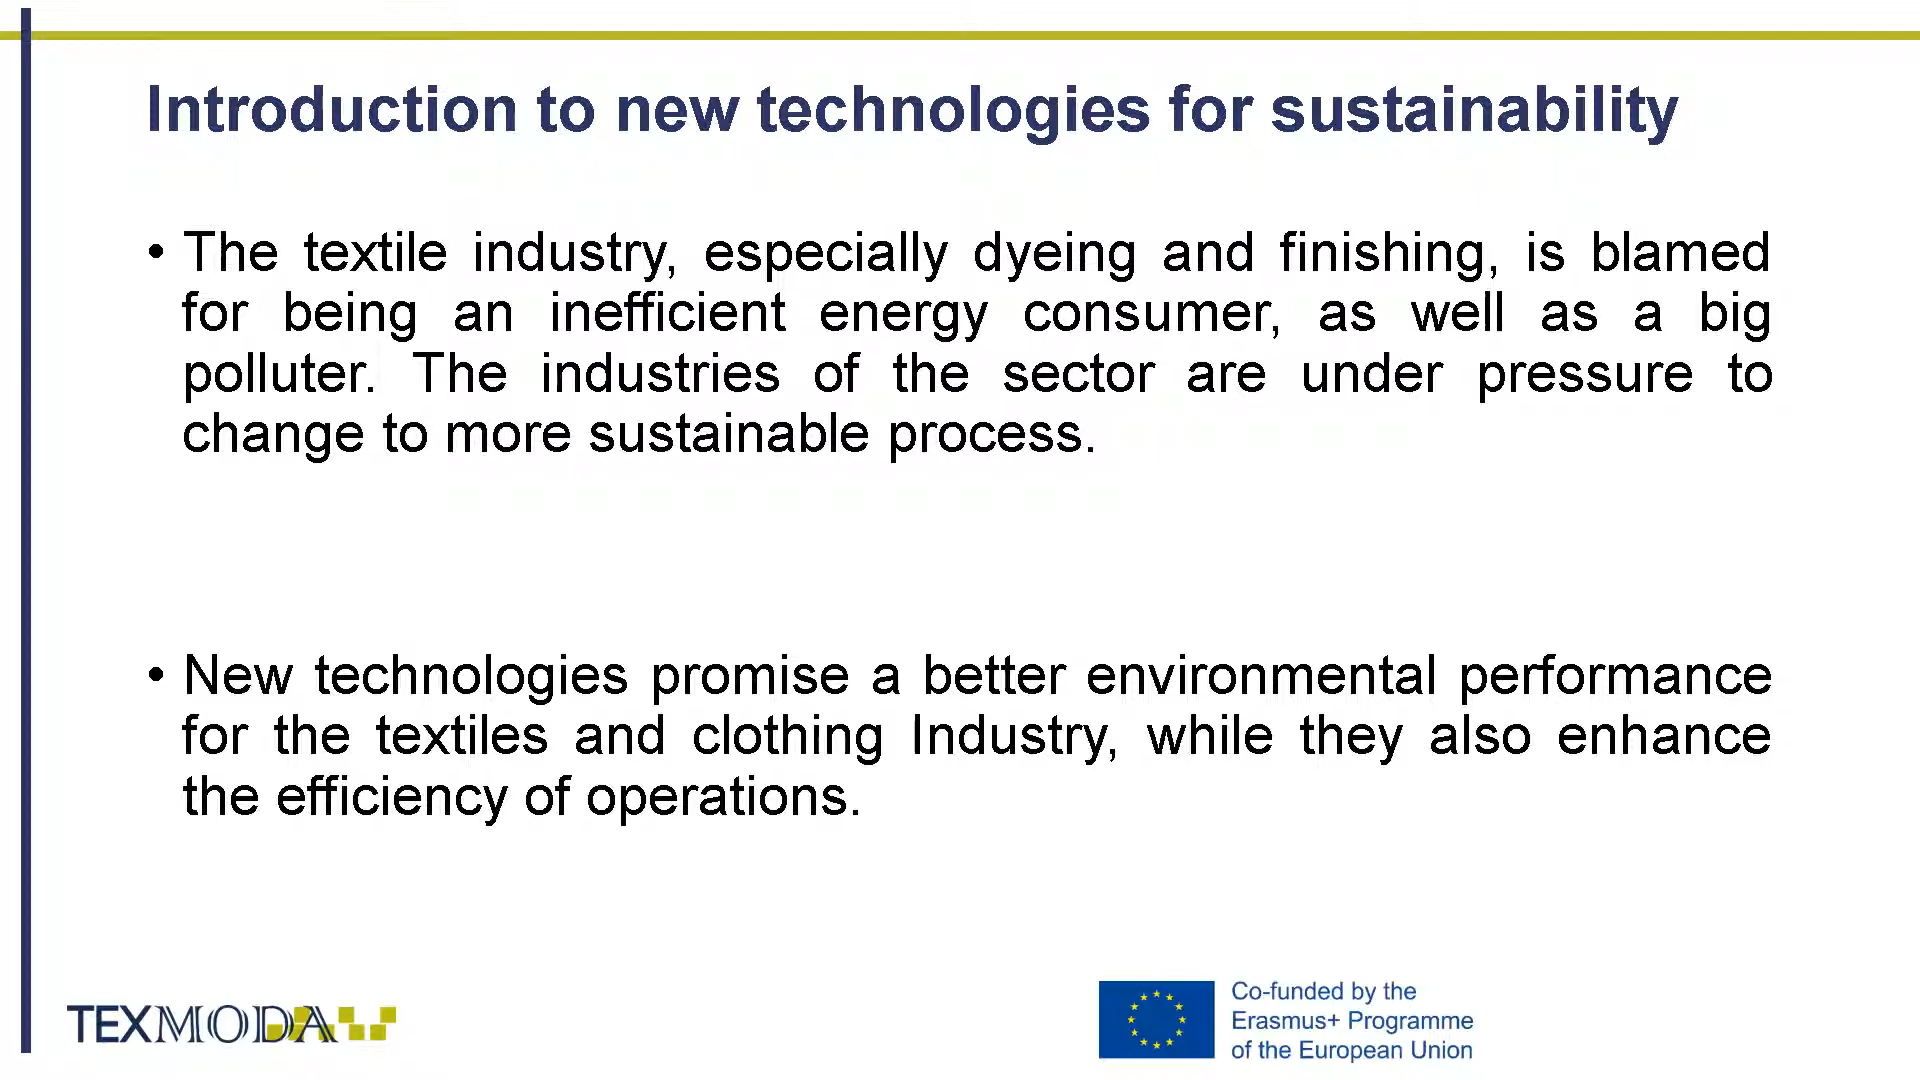 Introduction to new technologies for sustainability
• The textile industry, especially dyeing and finishing, is blamed
for being an inefficient energy consumer, as well as a big
polluter. The industries of the sector are under pressure to
change to more sustainable process.
• New technologies promise a better environmental performance
for the textiles and clothing Industry, while they also enhance
the efficiency of operations.
TEXMODA
Co-funded by the
Erasmus+ Programme
of the European Union